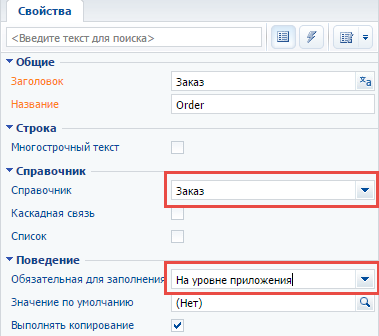 Свойства
<Введите текст для поиска>
Общие
Заголовок Заказ
Название Order
Строка
Многострочный текст
Справочник
Справочник Заказ
Каскадная связь
Список
Поведение
Обязательная для заполнения На уровне приложения
Значение по умолчанию (Нет)
Выполнять копирование